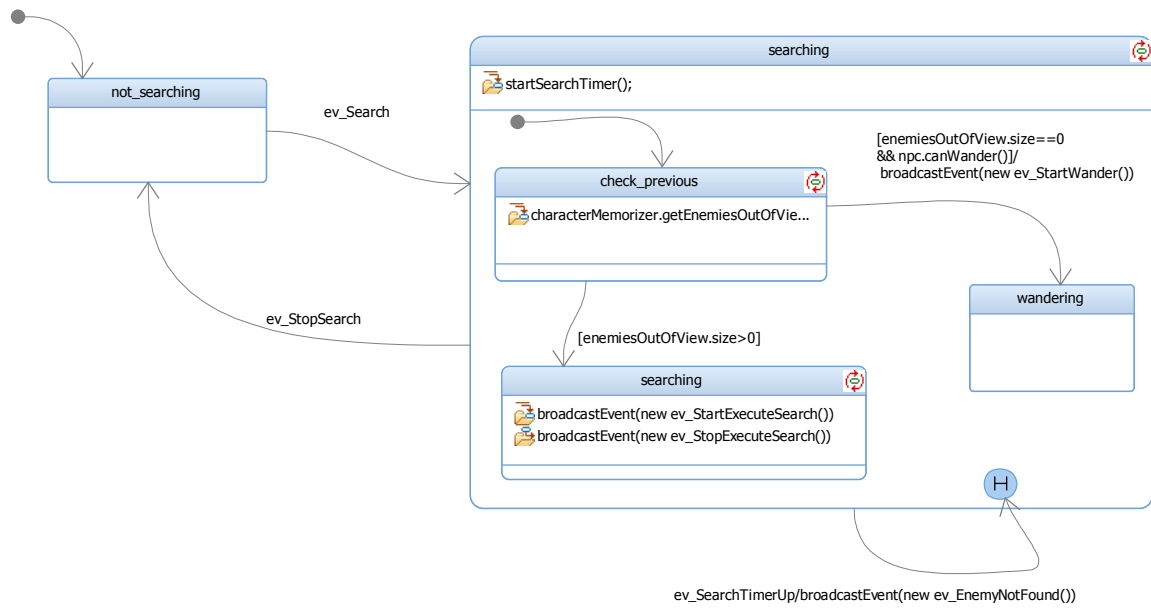 searching
startSearchTimer();
not_searching
ev_Search
[enemiesOutOfView.size==0
&& npc.canWander()]/
broadcastEvent(new ev_StartWander())
check_previous
characterMemorizer.getEnemiesOutOfVie...
wandering
ev_StopSearch
[enemiesOutOfView.size>0]
searching
broadcastEvent(new ev_StartExecuteSearch())
broadcastEvent(new ev_StopExecuteSearch())
H
ev_SearchTimerUp/broadcastEvent(new ev_EnemyNotFound())